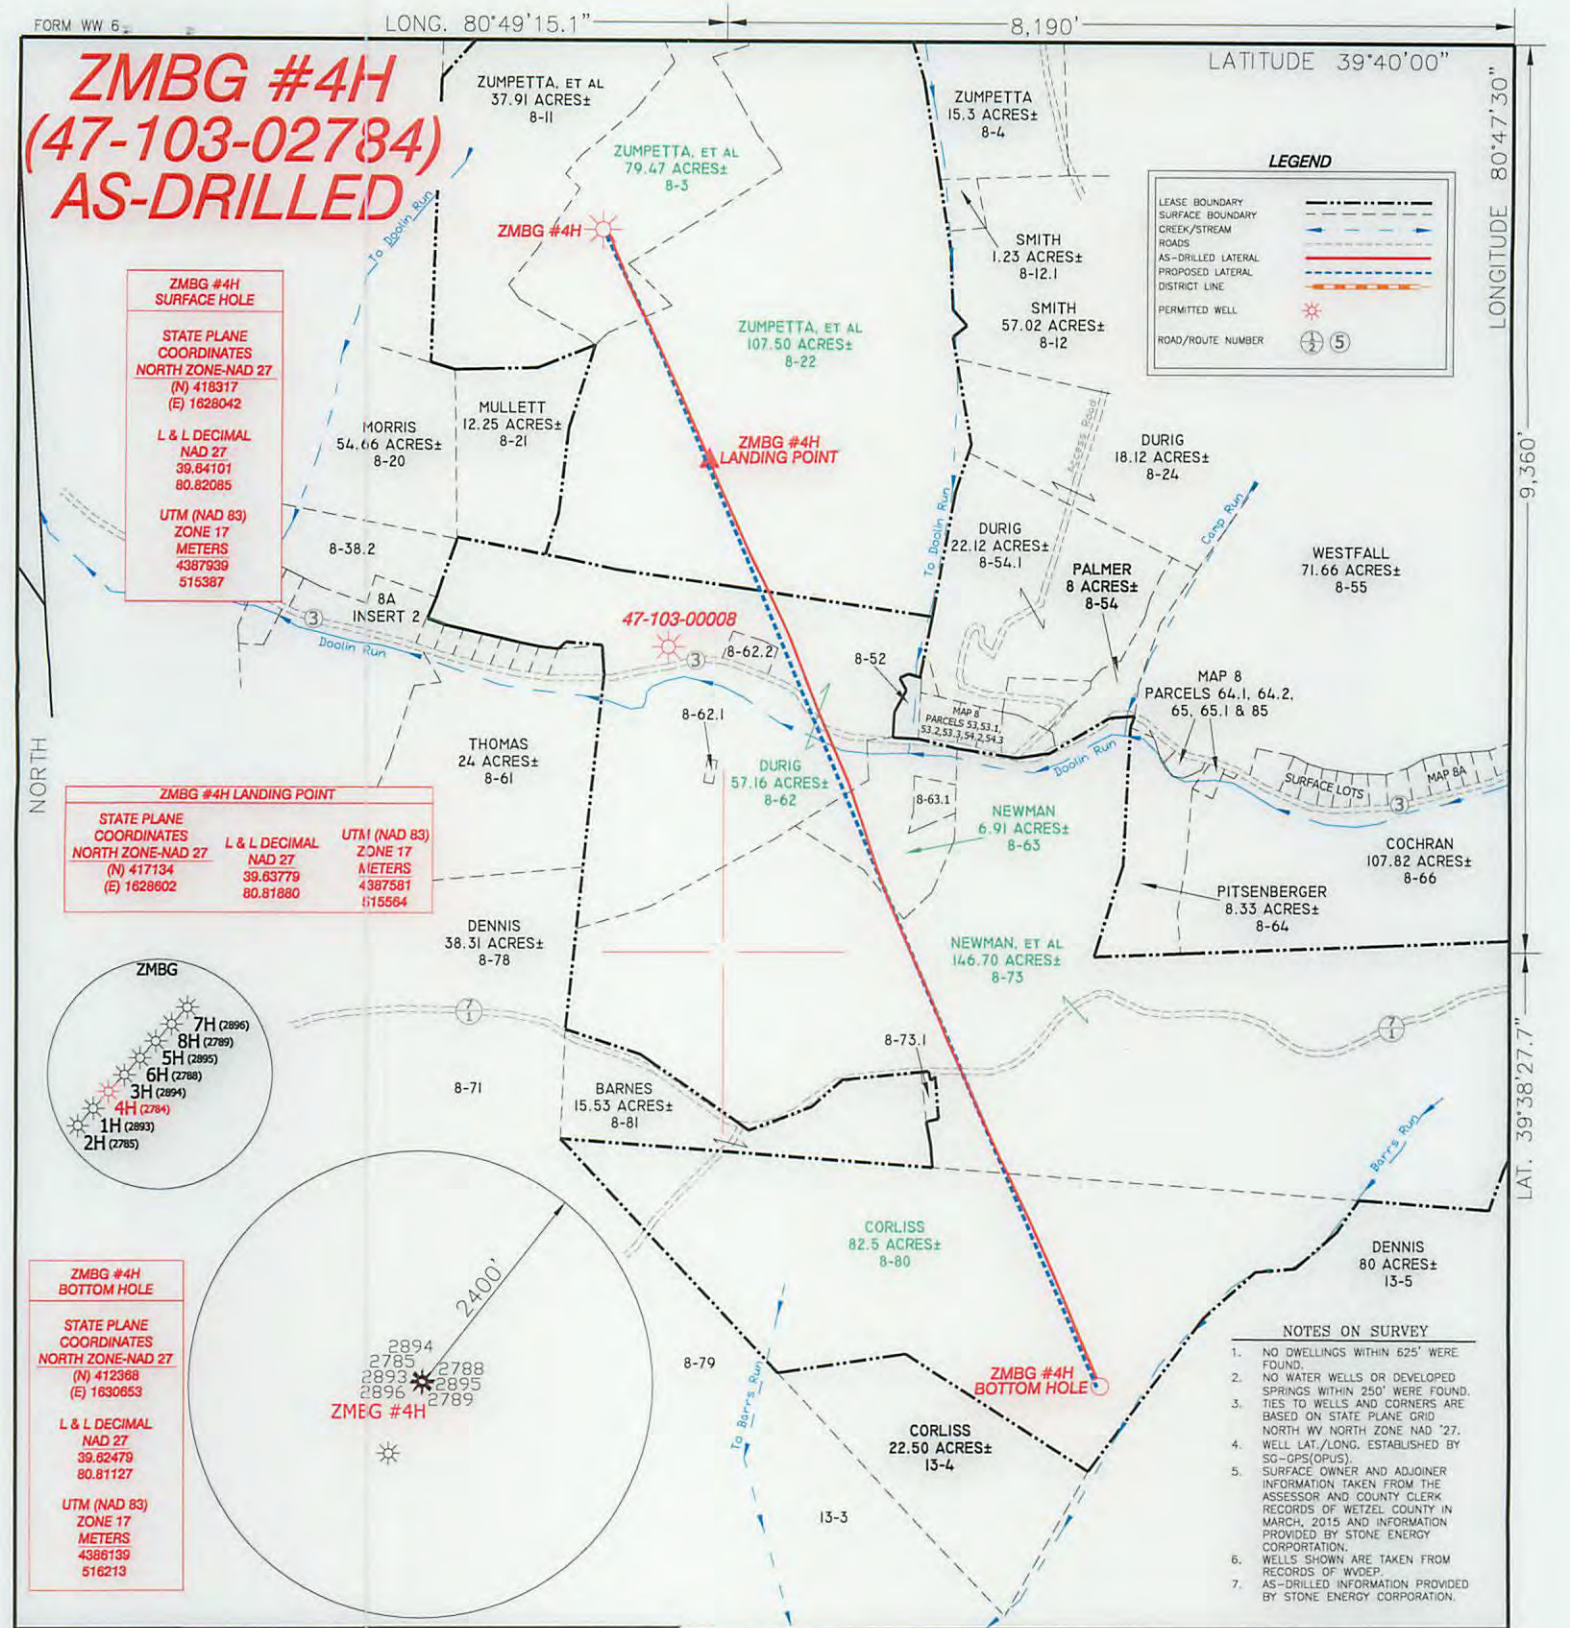 FORM WW 6
LONG. 80°49'15.1"
8,190'
LATITUDE 39°40'00"
LONGITUDE 80°47'30"
9,360'
LAT. 39°38'27.7"
NORTH
ZMBG #4H
(47-103-02784)
AS-DRILLED
ZUMPETTA, ET AL
37.91 ACRES±
8-11
ZUMPETTA, ET AL
79.47 ACRES±
8-3
ZUMPETTA
15.3 ACRES±
8-4
ZMBG #4H
To Doolin Run
SMITH
1.23 ACRES±
8-12.1
SMITH
57.02 ACRES±
8-12
LEGEND
LEASE BOUNDARY
SURFACE BOUNDARY
CREEK/STREAM
ROADS
AS-DRILLED LATERAL
PROPOSED LATERAL
DISTRICT LINE
PERMITTED WELL
ROAD/ROUTE NUMBER
1
2
5
ZMBG #4H
SURFACE HOLE
STATE PLANE
COORDINATES
NORTH ZONE-NAD 27
(N) 418317
(E) 1628042
L & L DECIMAL
NAD 27
39.64101
80.82085
UTM (NAD 83)
ZONE 17
METERS
4387939
515387
ZUMPETTA, ET AL
107.50 ACRES±
8-22
MULLETT
12.25 ACRES±
8-21
MORRIS
54.66 ACRES±
8-20
ZMBG #4H
LANDING POINT
Access Road
DURIG
18.12 ACRES±
8-24
To Doolin Run
Camp Run
DURIG
22.12 ACRES±
8-54.1
PALMER
8 ACRES±
8-54
WESTFALL
71.66 ACRES±
8-55
8-38.2
8A
INSERT 2
3
Doolin Run
47-103-00008
3
8-62.2
8-52
8-62.1
MAP 8
PARCELS 53,53.1,
53.2,53.3,54.2,54.3
MAP 8
PARCELS 64.1, 64.2,
65, 65.1 & 85
Doolin Run
SURFACE LOTS
MAP 8A
3
THOMAS
24 ACRES±
8-61
DURIG
57.16 ACRES±
8-62
8-63.1
NEWMAN
6.91 ACRES±
8-63
COCHRAN
107.82 ACRES±
8-66
PITSENBERGER
8.33 ACRES±
8-64
ZMBG #4H LANDING POINT
STATE PLANE
COORDINATES
NORTH ZONE-NAD 27
(N) 417134
(E) 1628602
L & L DECIMAL
NAD 27
39.63779
80.81880
UTM (NAD 83)
ZONE 17
METERS
4387581
515564
DENNIS
38.31 ACRES±
8-78
NEWMAN, ET AL
146.70 ACRES±
8-73
ZMBG
7H (2896)
8H (2789)
5H (2895)
6H (2788)
3H (2894)
4H (2784)
1H (2893)
2H (2785)
7
1
7
1
8-73.1
8-71
BARNES
15.53 ACRES±
8-81
Barrs Run
CORLISS
82.5 ACRES±
8-80
DENNIS
80 ACRES±
13-5
2400'
2894
2785
2788
2893
2895
2896
2789
ZMBG #4H
ZMBG #4H
BOTTOM HOLE
STATE PLANE
COORDINATES
NORTH ZONE-NAD 27
(N) 412368
(E) 1630653
L & L DECIMAL
NAD 27
39.62479
80.81127
UTM (NAD 83)
ZONE 17
METERS
4386139
516213
8-79
To Barrs Run
ZMBG #4H
BOTTOM HOLE
CORLISS
22.50 ACRES±
13-4
13-3
NOTES ON SURVEY
1. NO DWELLINGS WITHIN 625' WERE
FOUND.
2. NO WATER WELLS OR DEVELOPED
SPRINGS WITHIN 250' WERE FOUND.
3. TIES TO WELLS AND CORNERS ARE
BASED ON STATE PLANE GRID
NORTH WV NORTH ZONE NAD '27.
4. WELL LAT./LONG. ESTABLISHED BY
SG-GPS(OPUS).
5. SURFACE OWNER AND ADJOINER
INFORMATION TAKEN FROM THE
ASSESSOR AND COUNTY CLERK
RECORDS OF WETZEL COUNTY IN
MARCH, 2015 AND INFORMATION
PROVIDED BY STONE ENERGY
CORPORTATION.
6. WELLS SHOWN ARE TAKEN FROM
RECORDS OF WVDEP.
7. AS-DRILLED INFORMATION PROVIDED
BY STONE ENERGY CORPORATION.